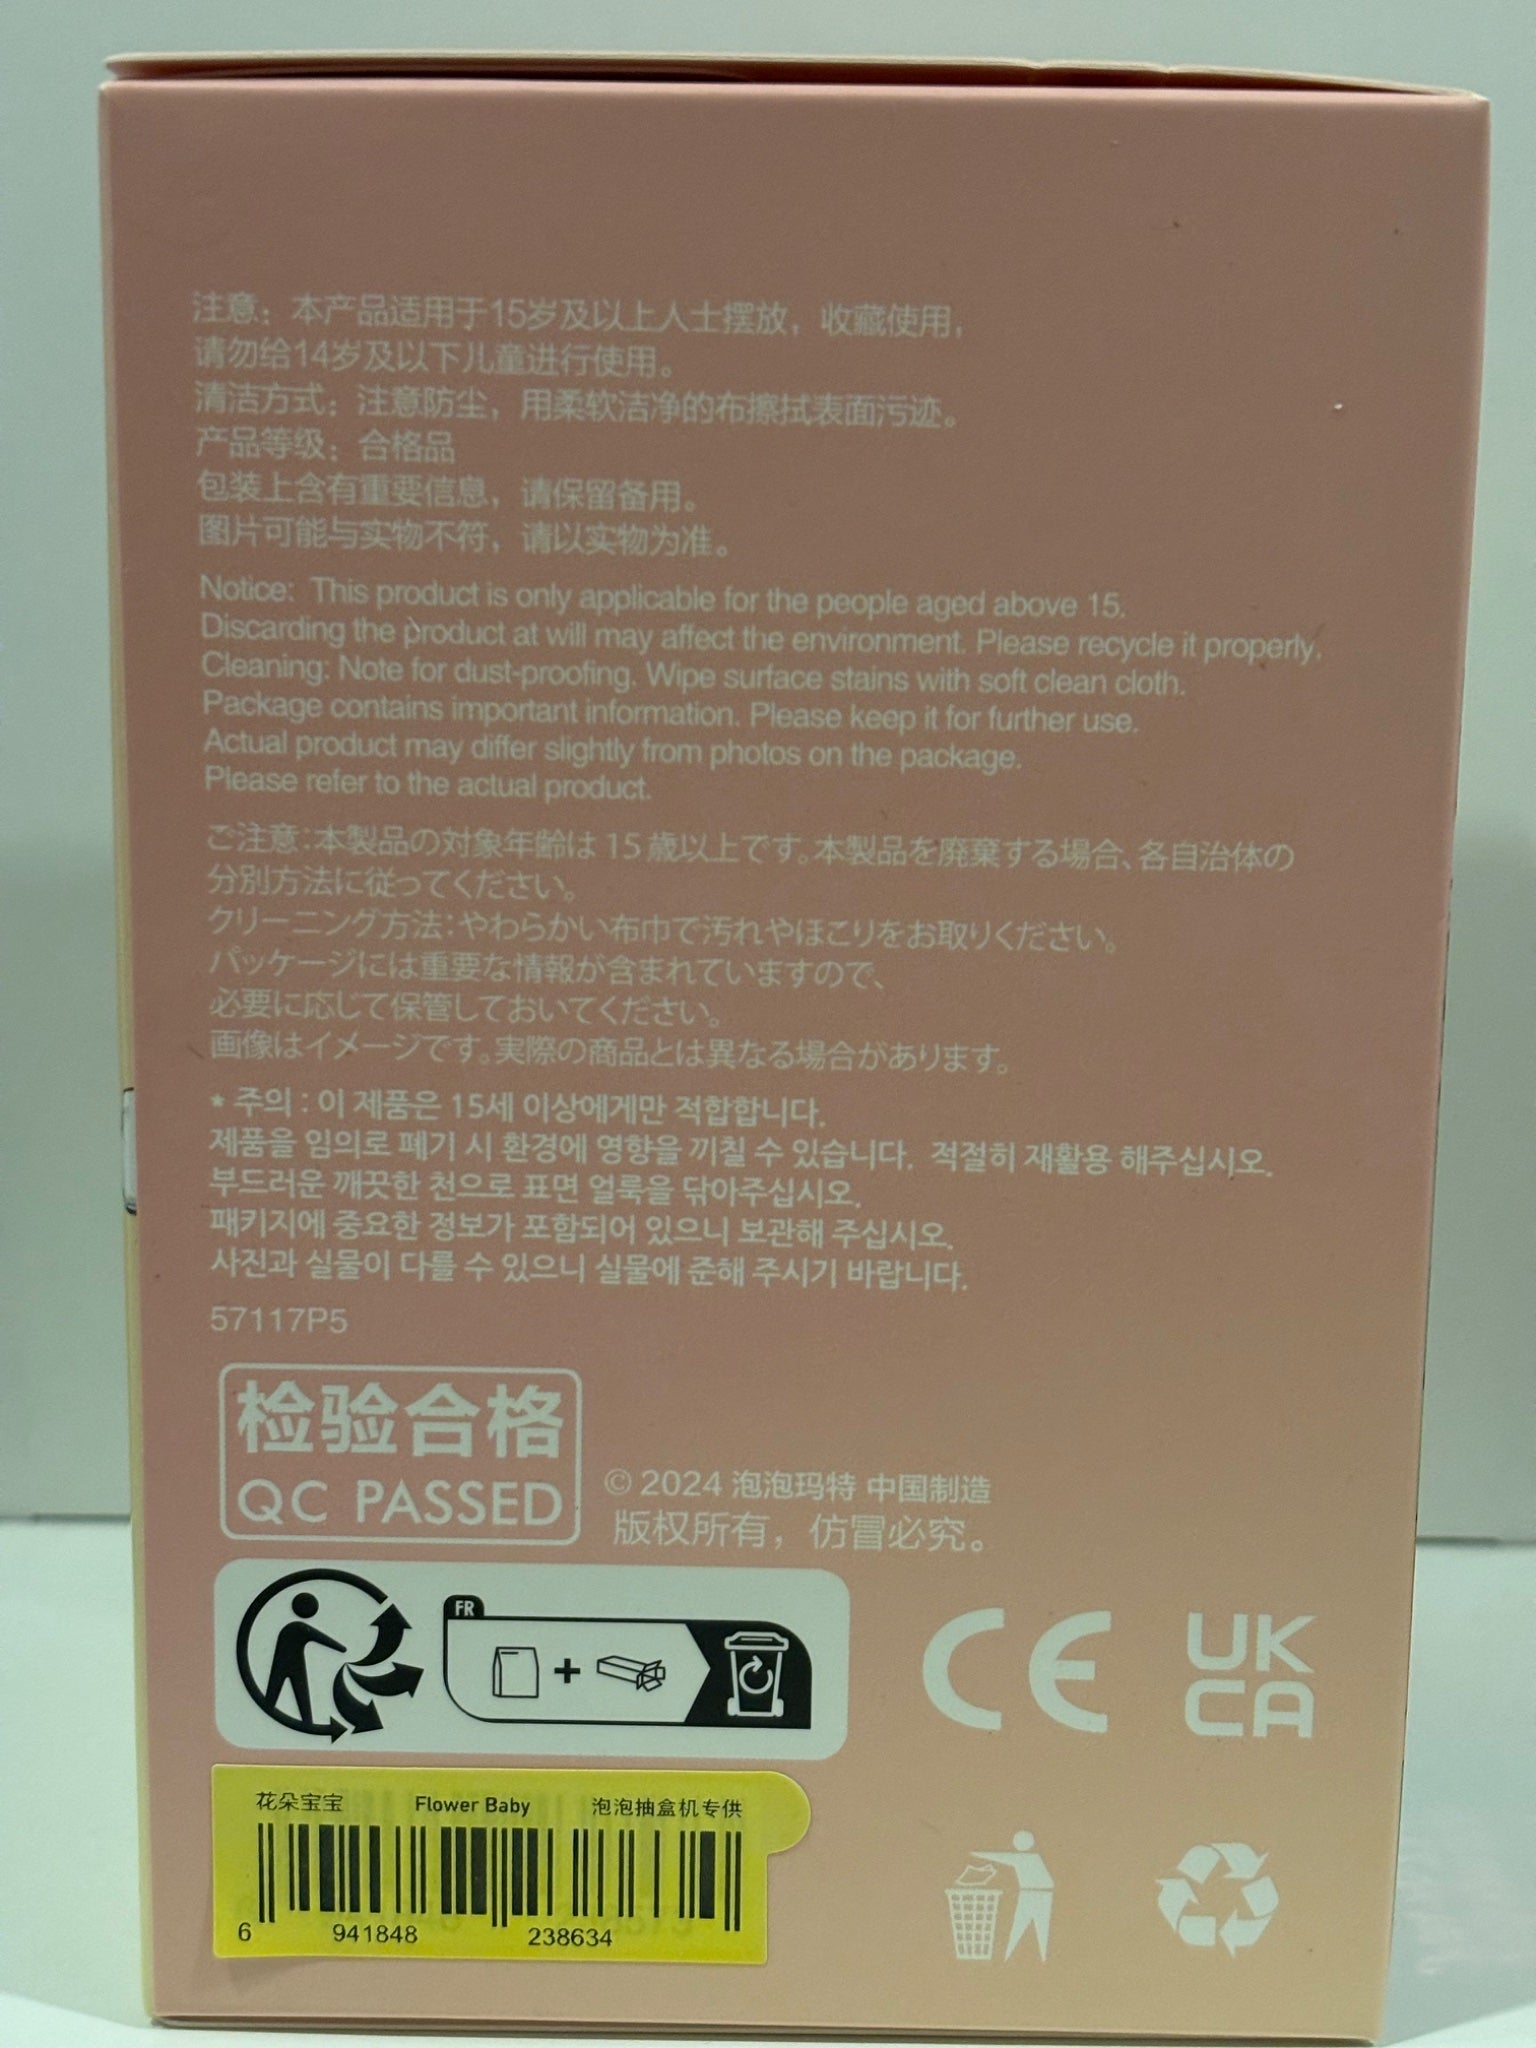 注意：本产品适用于15岁及以上人士摆放，收藏使用，
请勿给14岁及以下儿童进行使用。
清洁方式：注意防尘，用柔软洁净的布擦拭表面污迹。
产品等级：合格品
包装上含有重要信息，请保留备用。
图片可能与实物不符，请以实物为准。
Notice: This product is only applicable for the people aged above 15.
Discarding the product at will may affect the environment. Please recycle it properly.
Cleaning: Note for dust-proofing. Wipe surface stains with soft clean cloth.
Package contains important information. Please keep it for further use.
Actual product may differ slightly from photos on the package.
Please refer to the actual product.
ご注意：本製品の対象年齢は 15 歳以上です。本製品を廃棄する場合、各自治体の
分別方法に従ってください。
クリーニング方法：やわらかい布巾で汚れやほこりをお取りください。
パッケージには重要な情報が含まれていますので、
必要に応じて保管しておいてください。
画像はイメージです。実際の商品とは異なる場合があります。
* 주의 : 이 제품은 15세 이상에게만 적합합니다.
제품을 임의로 폐기 시 환경에 영향을 끼칠 수 있습니다. 적절히 재활용 해주십시오.
부드러운 깨끗한 천으로 표면 얼룩을 닦아주십시오.
패키지에 중요한 정보가 포함되어 있으니 보관해 주십시오.
사진과 실물이 다를 수 있으니 실물에 준해 주시기 바랍니다.
57117P5
检验合格
QC PASSED
© 2024 泡泡玛特 中国制造
版权所有，仿冒必究。
FR
CE
UK
CA
花朵宝宝 Flower Baby 泡泡抽盒机专供
6 941848 238634